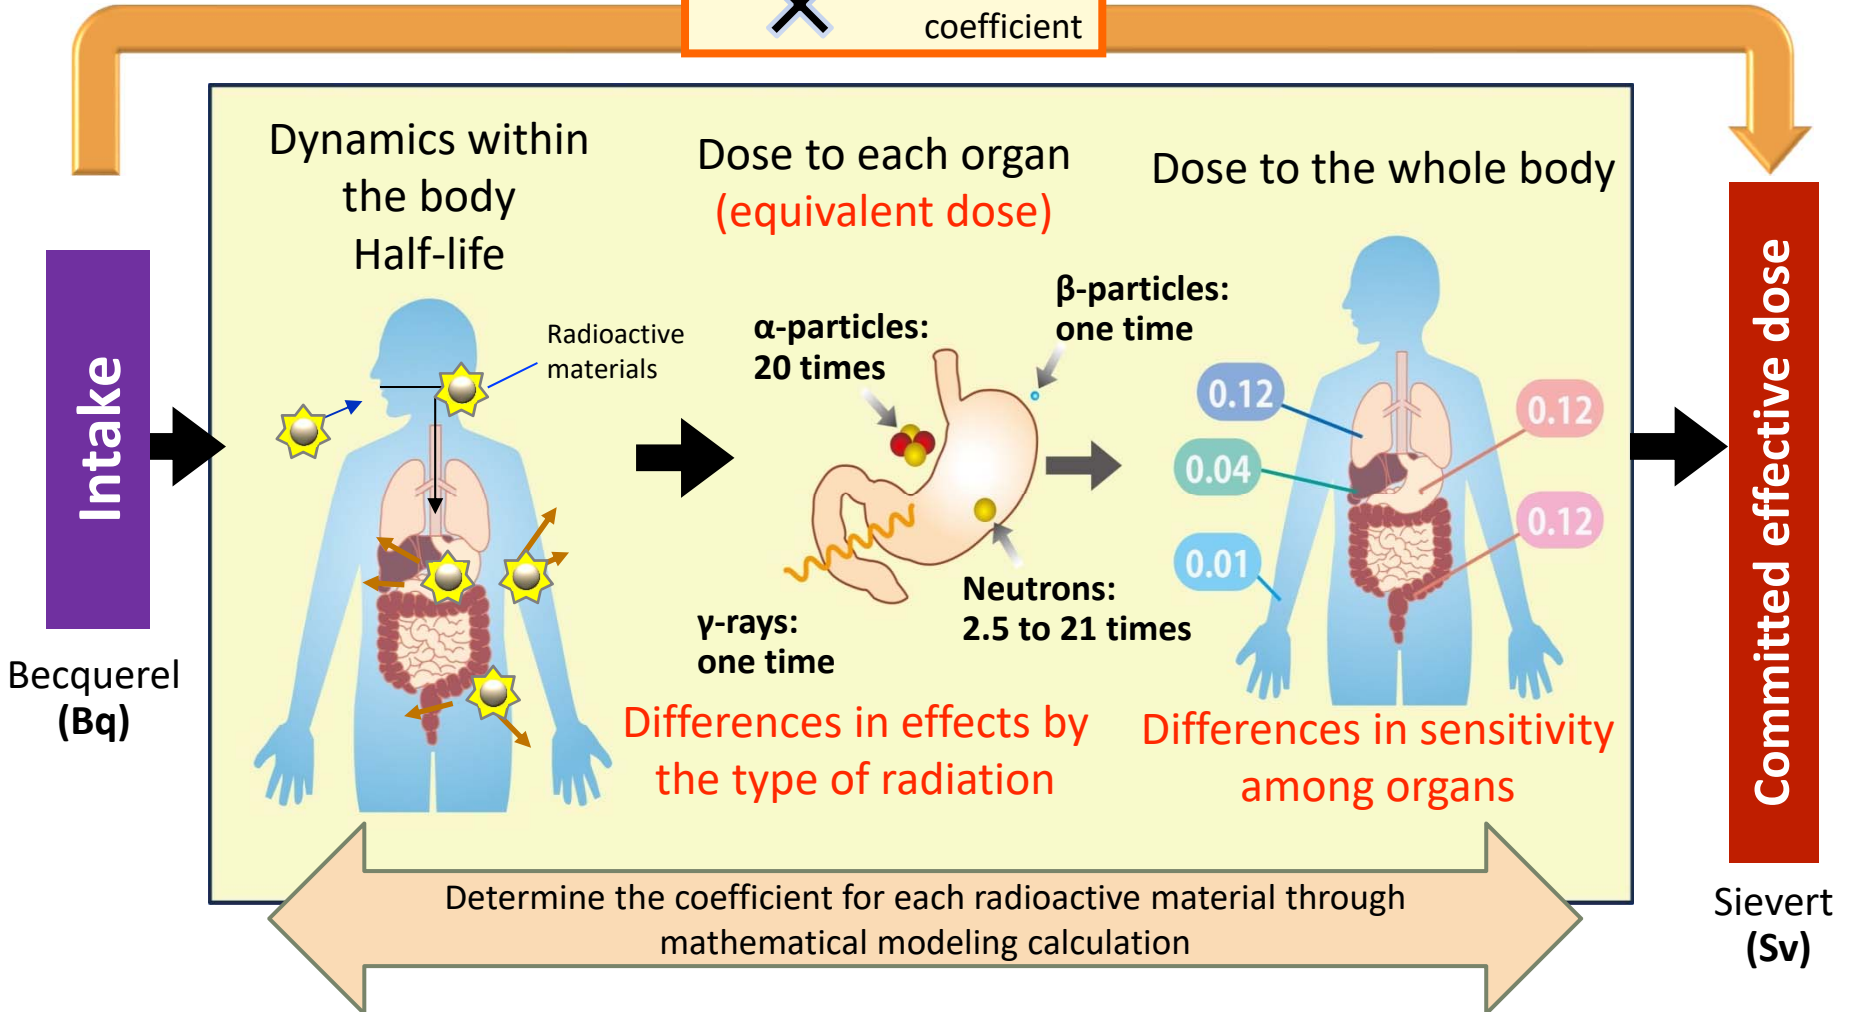 coefficient
Dynamics within
the body
Half-life
Dose to each organ
(equivalent dose)
Dose to the whole body
Intake
Becquerel
(Bq)
Radioactive
materials
α-particles:
20 times
β-particles:
one time
γ-rays:
one time
Neutrons:
2.5 to 21 times
Differences in effects by
the type of radiation
0.12
0.04
0.01
0.12
0.12
Differences in sensitivity
among organs
Committed effective dose
Sievert
(Sv)
Determine the coefficient for each radioactive material through
mathematical modeling calculation